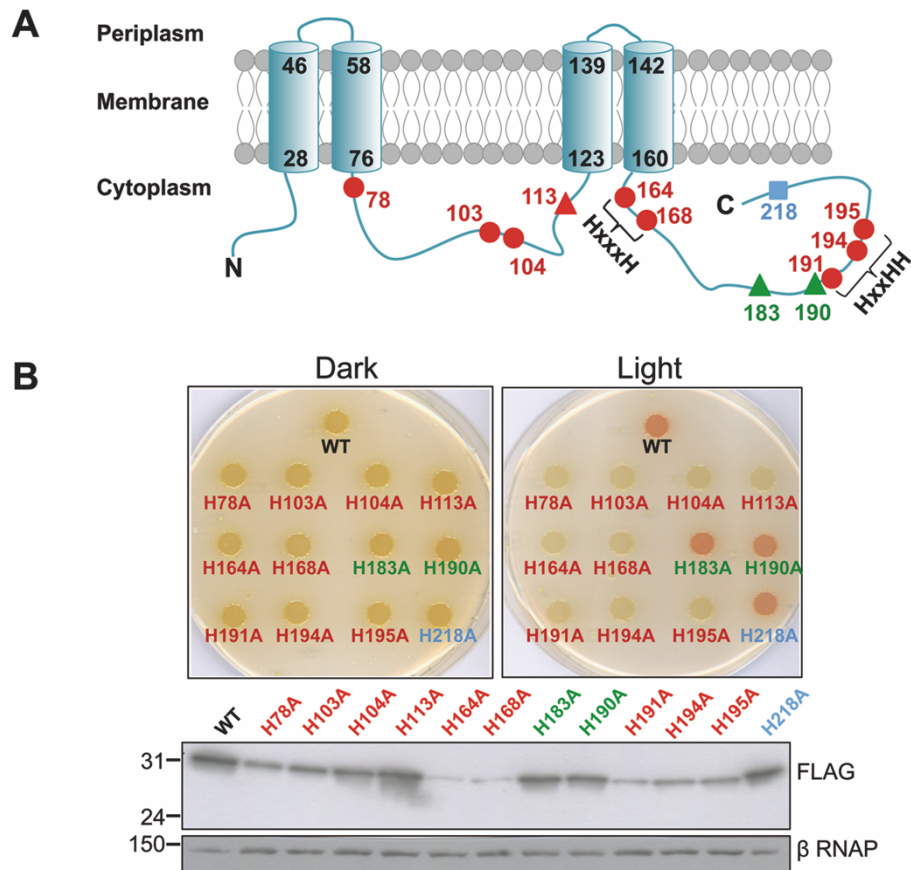 A
Periplasm
Membrane
Cytoplasm
46 58 139 142
28 76 123 160
78
103
104
113
164
168
HxxxH
183
190
191
194
195
HxxHH
C
218
N
B
Dark Light
WT
H78A H103A H104A H113A
H164A H168A H183A H190A
H191A H194A H195A H218A
WT
H78A H103A H104A H113A
H164A H168A H183A H190A
H191A H194A H195A H218A
WT H78A H103A H104A H113A H164A H168A H183A H190A H191A H194A H195A H218A
31
24
FLAG
150
β RNAP